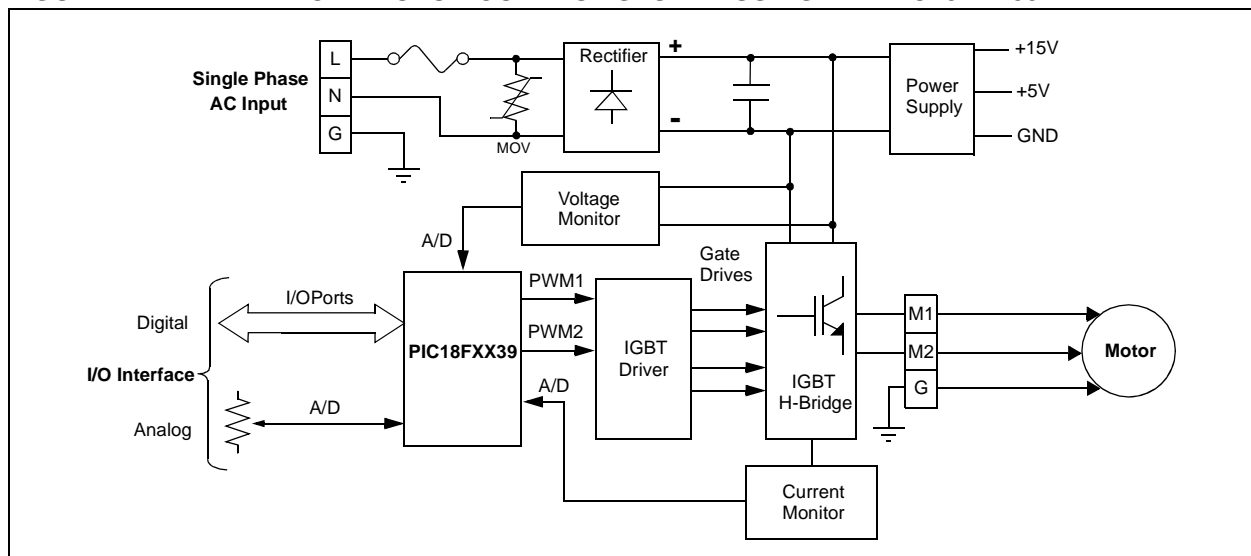 L
Single Phase
AC Input
N
G
MOV
Rectifier
+
-
Power
Supply
+15V
+5V
GND
Voltage
Monitor
A/D
Gate
Drives
I/OPorts
Digital
I/O Interface
Analog
A/D
PIC18FXX39
PWM1
PWM2
A/D
IGBT
Driver
IGBT
H-Bridge
M1
M2
G
Motor
Current
Monitor